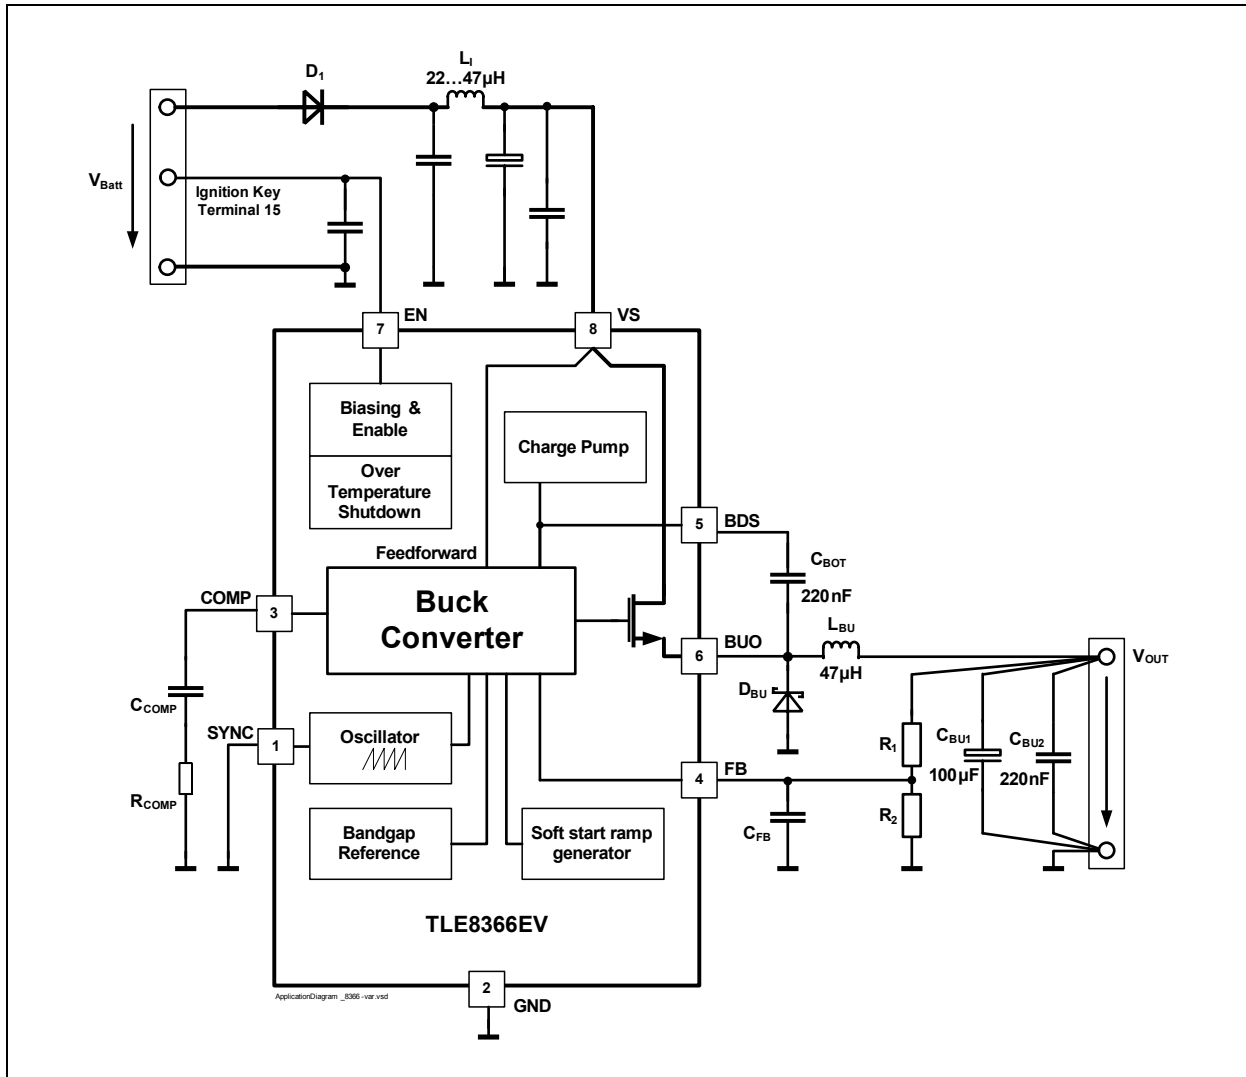 D1
LI
22...47µH
VBatt
Ignition Key
Terminal 15
7
EN
8
VS
Biasing &
Enable
Over
Temperature
Shutdown
Charge Pump
5
BDS
Feedforward
CBOT
220nF
COMP
3
Buck
Converter
6
BUO
LBU
47µH
VOUT
DBU
CCOMP
SYNC
1
Oscillator
R1
CBU1
100µF
CBU2
220nF
4
FB
RCOMP
R2
CFB
Bandgap
Reference
Soft start ramp
generator
TLE8366EV
ApplicationDiagram _8366-var.vsd
2
GND